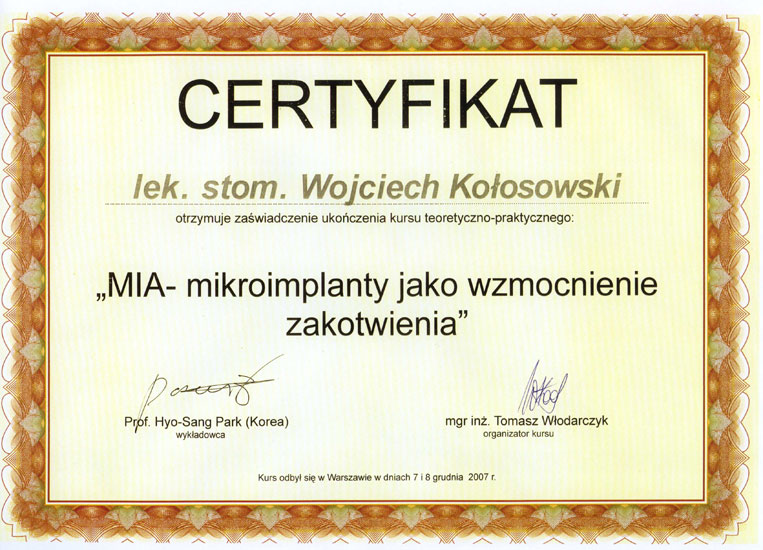 CERTYFIKAT
lek. stom. Wojciech Kołosowski
otrzymuje zaświadczenie ukończenia kursu teoretyczno-praktycznego:
„MIA- mikroimplanty jako wzmocnienie
zakotwienia”
Prof. Hyo-Sang Park (Korea)
wykładowca
mgr inż. Tomasz Włodarczyk
organizator kursu
Kurs odbył się w Warszawie w dniach 7 i 8 grudnia 2007 r.